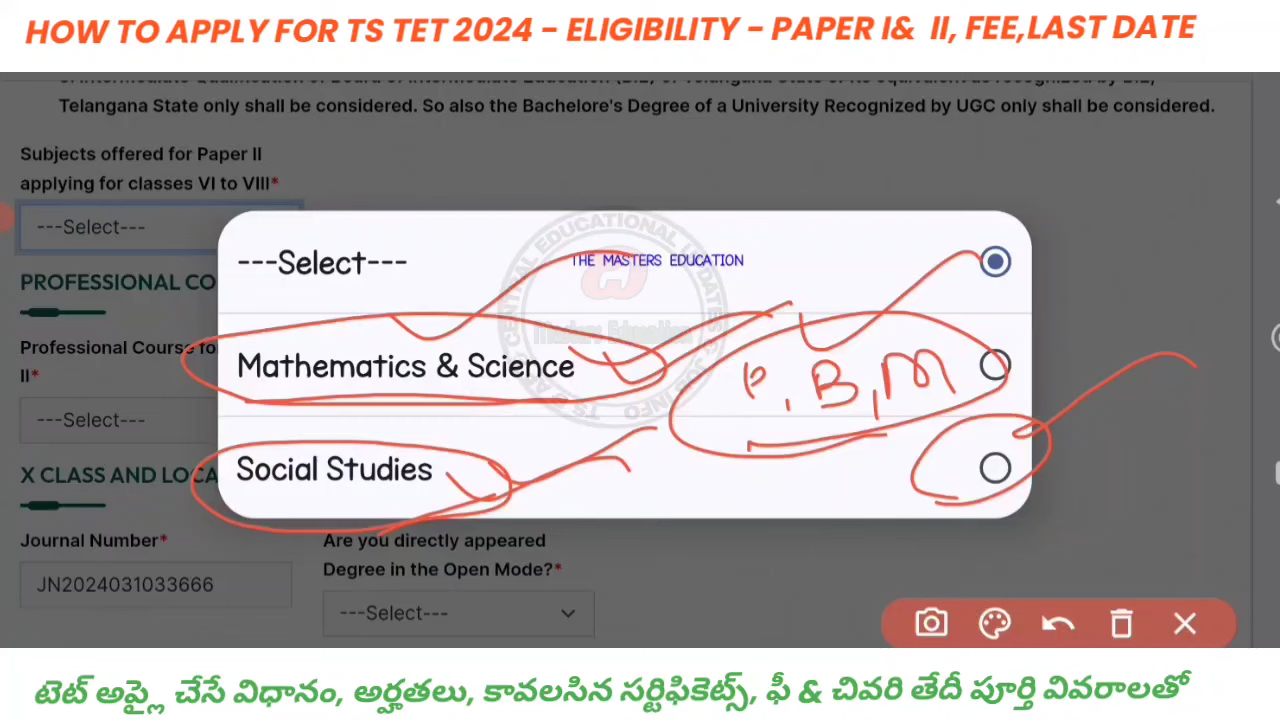 HOW TO APPLY FOR TS TET 2024 - ELIGIBILITY - PAPER I& II, FEE,LAST DATE
Telangana State only shall be considered. So also the Bachelore's Degree of a University Recognized by UGC only shall be considered.
Subjects offered for Paper II
applying for classes VI to VIII*
---Select---
---Select---
THE MASTERS EDUCATION
PROFESSIONAL CO
Professional Course fo
II*
Mathematics & Science
P, B, M
---Select---
Social Studies
X CLASS AND LOCA
Journal Number*
JN2024031033666
Are you directly appeared
Degree in the Open Mode?*
---Select---
టెట్ అప్లై చేసే విధానం, అర్హతలు, కావలసిన సర్టిఫికెట్స్, ఫీ & చివరి తేదీ పూర్తి వివరాలతో